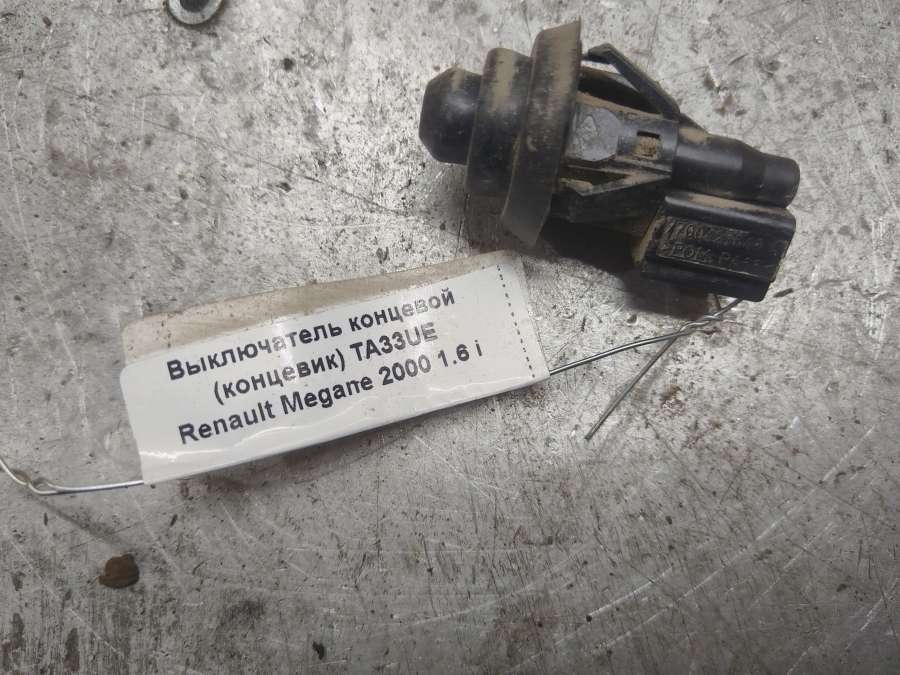 Выключатель концевой
(концевик) TA33UE
Renault Megane 2000 1.6 i